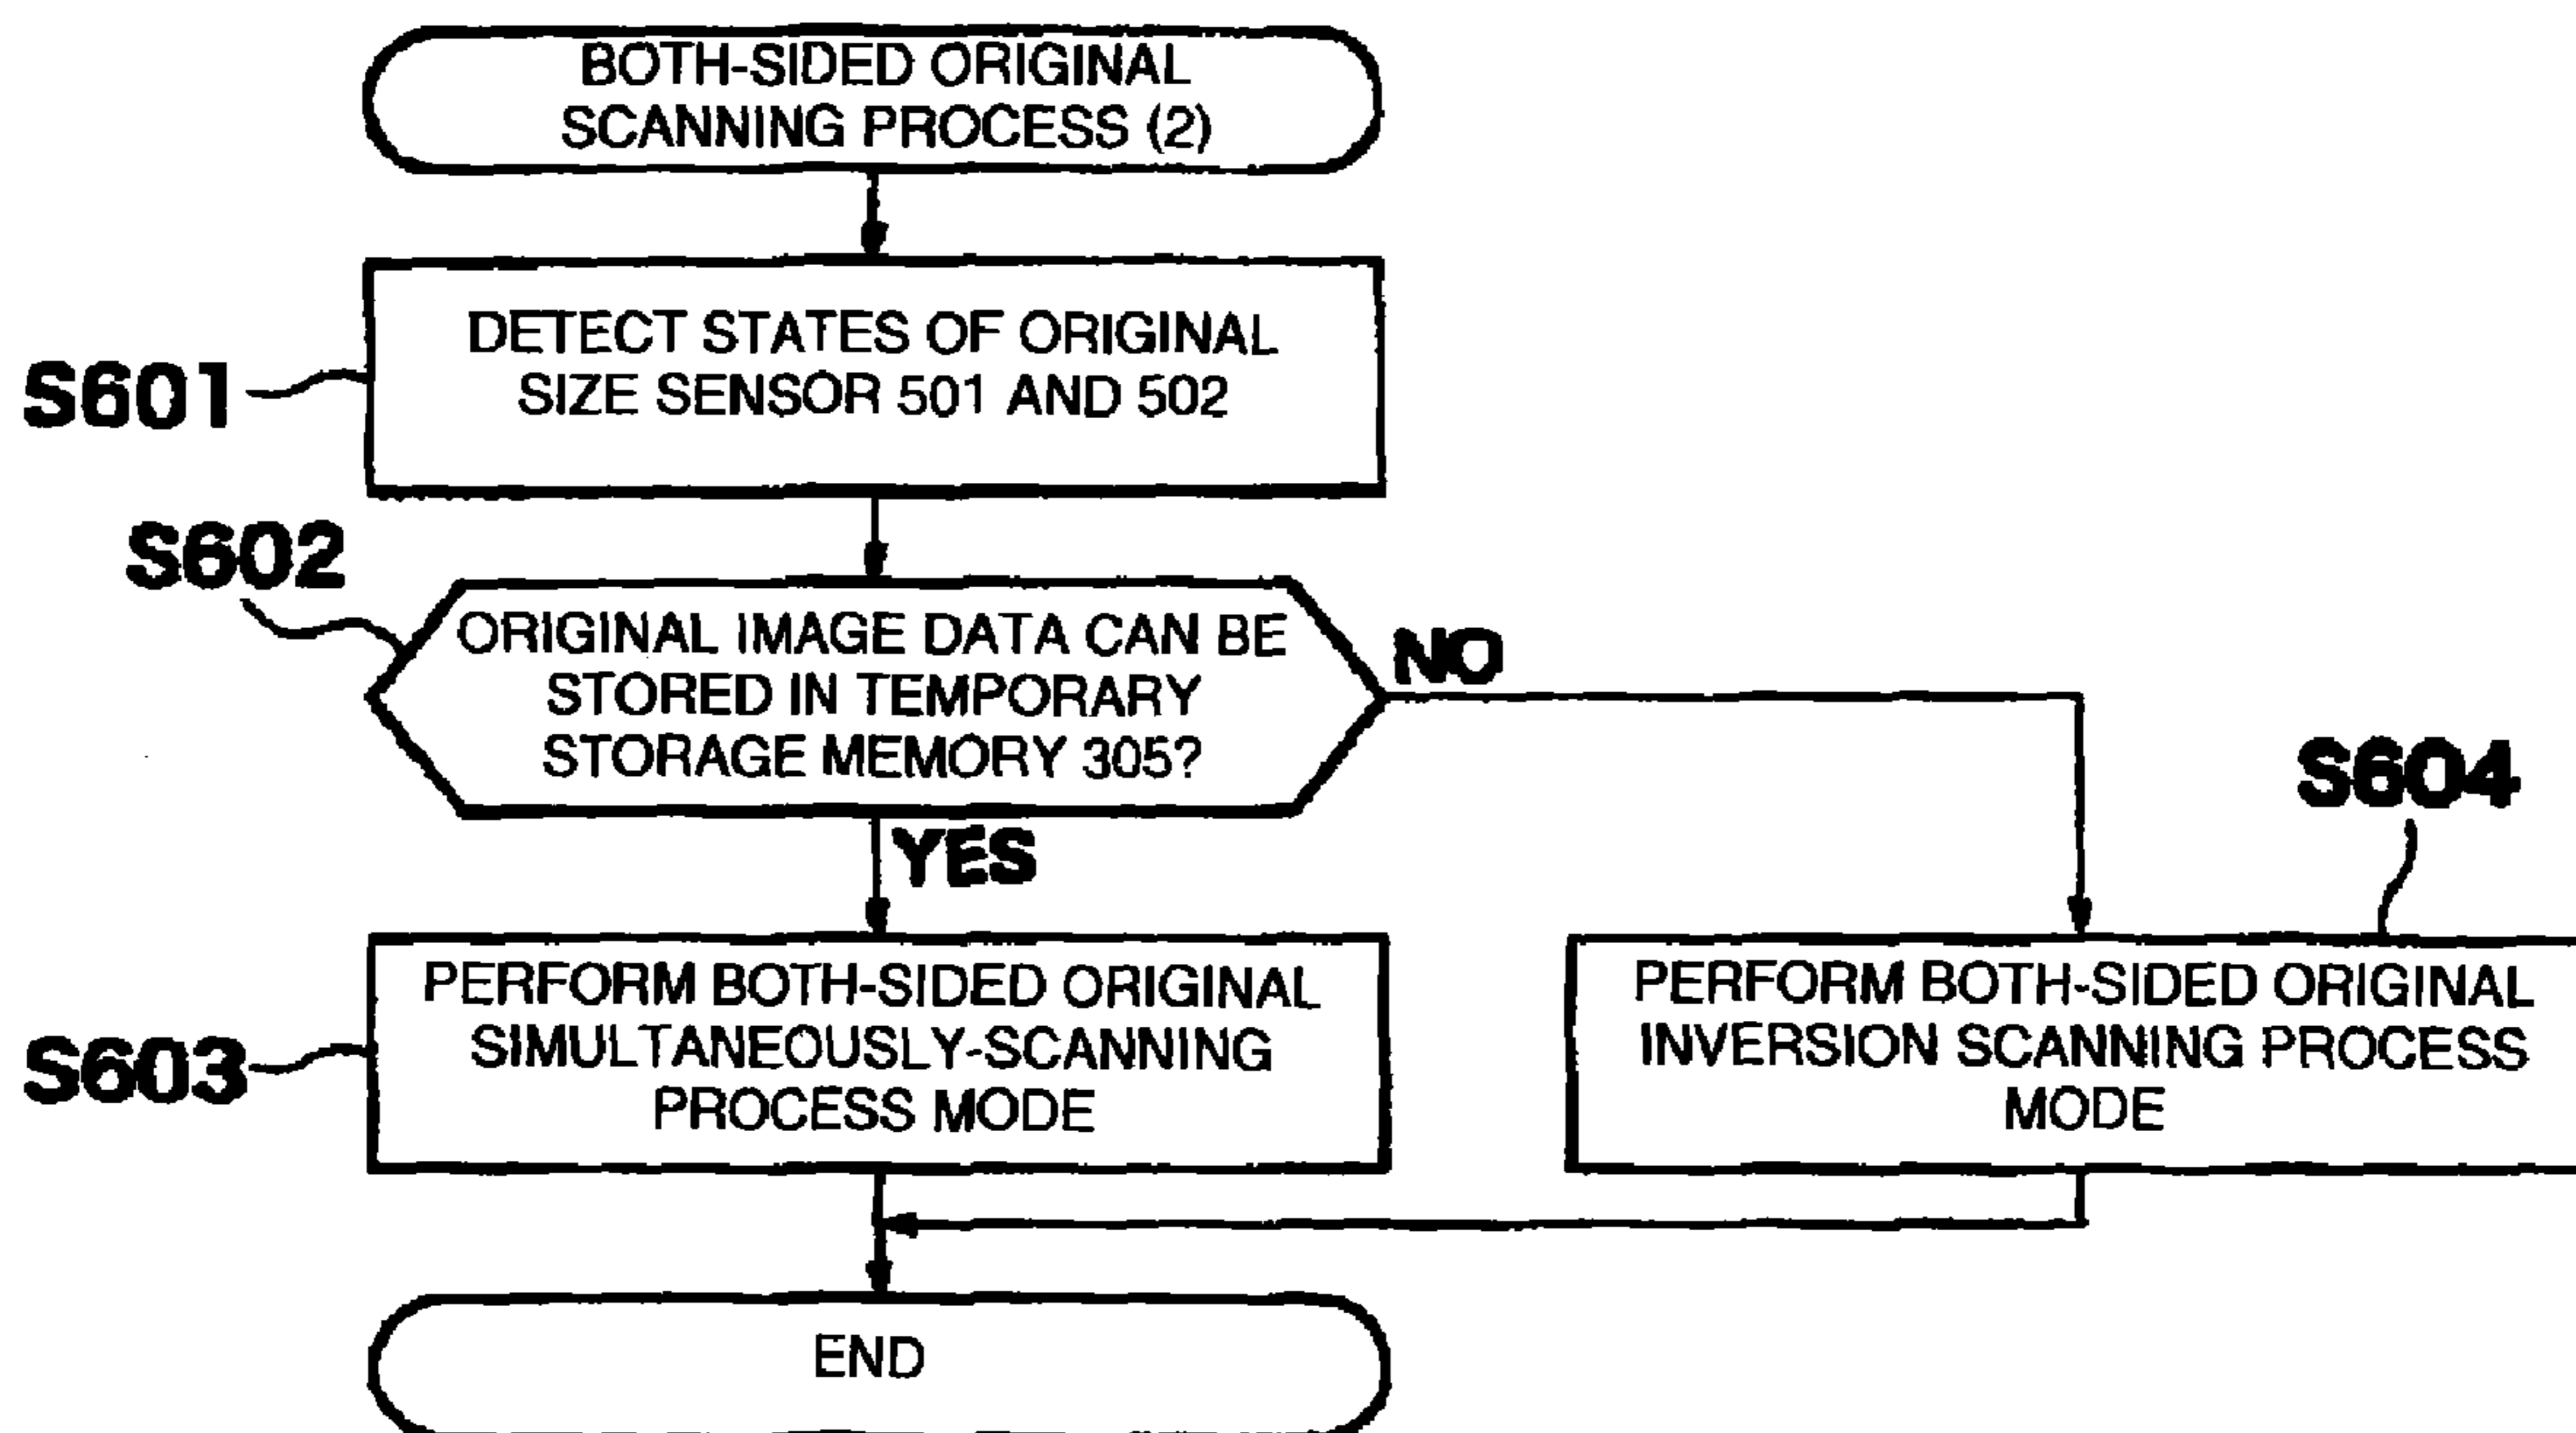 BOTH-SIDED ORIGINAL
SCANNING PROCESS (2)
S601
DETECT STATES OF ORIGINAL
SIZE SENSOR 501 AND 502
S602
ORIGINAL IMAGE DATA CAN BE
STORED IN TEMPORARY
STORAGE MEMORY 305?
NO
YES
S604
S603
PERFORM BOTH-SIDED ORIGINAL
SIMULTANEOUSLY-SCANNING
PROCESS MODE
PERFORM BOTH-SIDED ORIGINAL
INVERSION SCANNING PROCESS
MODE
END